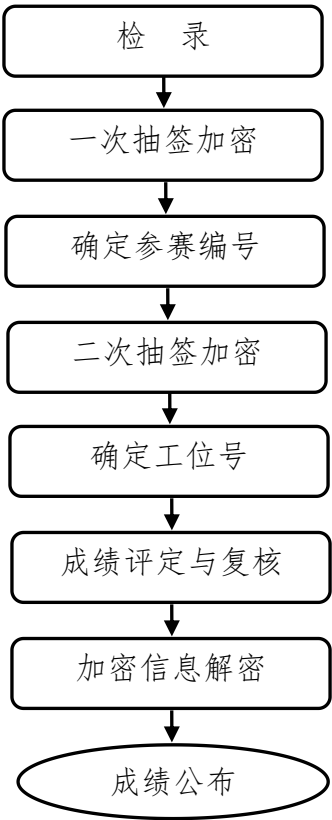 检 录
一次抽签加密
确定参赛编号
二次抽签加密
确定工位号
成绩评定与复核
加密信息解密
成绩公布